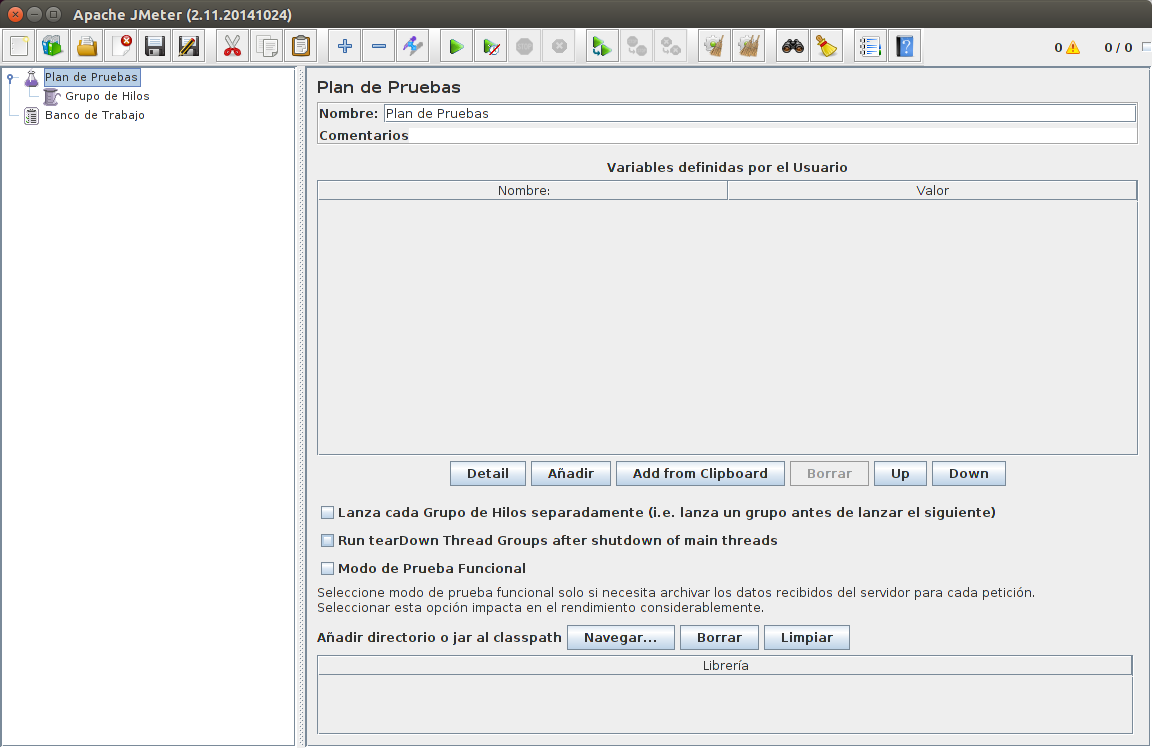 Apache JMeter (2.11.20141024)
0
0 / 0
Plan de Pruebas
Grupo de Hilos
Banco de Trabajo
Plan de Pruebas
Nombre: Plan de Pruebas
Comentarios
Variables definidas por el Usuario
Nombre: Valor
Detail Añadir Add from Clipboard Borrar Up Down
Lanza cada Grupo de Hilos separadamente (i.e. lanza un grupo antes de lanzar el siguiente)
Run tearDown Thread Groups after shutdown of main threads
Modo de Prueba Funcional
Seleccione modo de prueba funcional solo si necesita archivar los datos recibidos del servidor para cada petición.
Seleccionar esta opción impacta en el rendimiento considerablemente.
Añadir directorio o jar al classpath Navegar... Borrar Limpiar
Librería